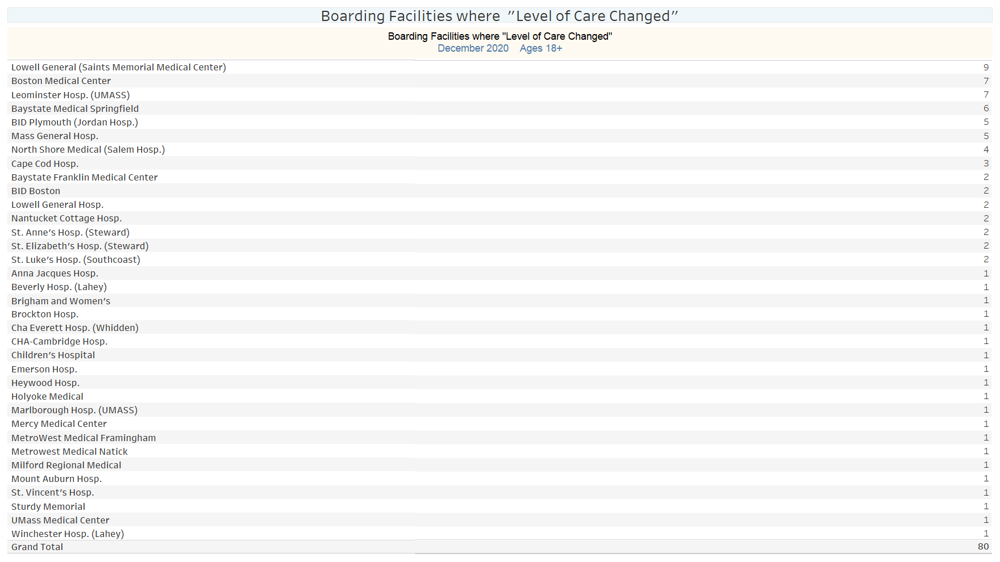 Boarding Facilities where "Level of Care Changed"
Boarding Facilities where "Level of Care Changed"
December 2020 Ages 18+
Lowell General (Saints Memorial Medical Center) 9
Boston Medical Center 7
Leominster Hosp. (UMASS) 7
Baystate Medical Springfield 6
BID Plymouth (Jordan Hosp.) 5
Mass General Hosp. 5
North Shore Medical (Salem Hosp.) 4
Cape Cod Hosp. 3
Baystate Franklin Medical Center 2
BID Boston 2
Lowell General Hosp. 2
Nantucket Cottage Hosp. 2
St. Anne's Hosp. (Steward) 2
St. Elizabeth's Hosp. (Steward) 2
St. Luke's Hosp. (Southcoast) 2
Anna Jacques Hosp. 1
Beverly Hosp. (Lahey) 1
Brigham and Women's 1
Brockton Hosp. 1
Cha Everett Hosp. (Whidden) 1
CHA-Cambridge Hosp. 1
Children's Hospital 1
Emerson Hosp. 1
Heywood Hosp. 1
Holyoke Medical 1
Marlborough Hosp. (UMASS) 1
Mercy Medical Center 1
MetroWest Medical Framingham 1
Metrowest Medical Natick 1
Milford Regional Medical 1
Mount Auburn Hosp. 1
St. Vincent's Hosp. 1
Sturdy Memorial 1
UMass Medical Center 1
Winchester Hosp. (Lahey) 1
Grand Total 80